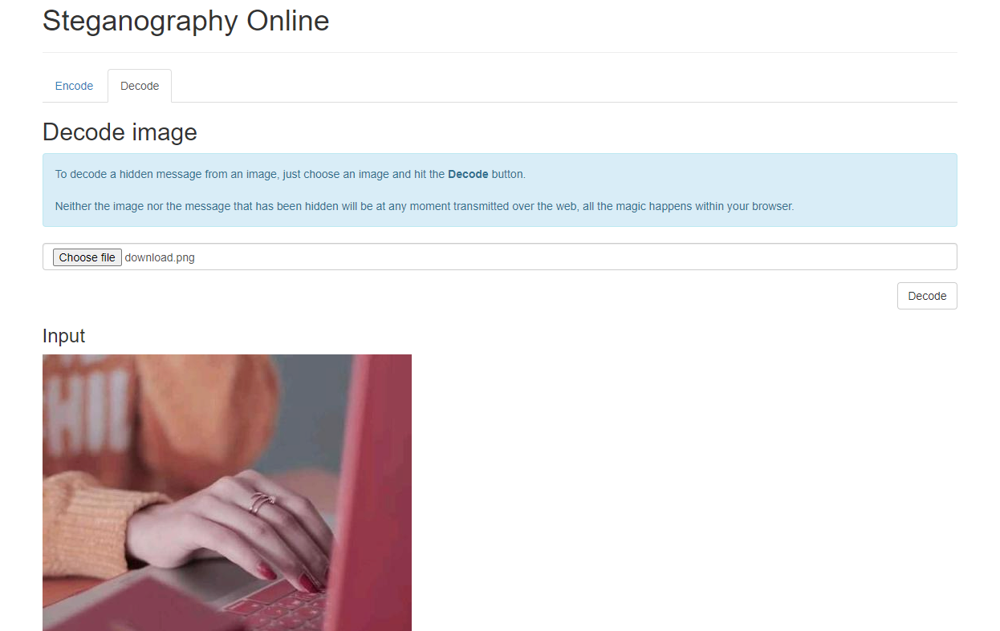 Steganography Online
Encode
Decode
Decode image
To decode a hidden message from an image, just choose an image and hit the Decode button.
Neither the image nor the message that has been hidden will be at any moment transmitted over the web, all the magic happens within your browser.
Choose file download.png
Decode
Input